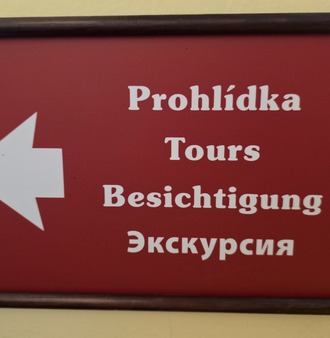 Prohlídka
Tours
Besichtigung
Экскурсия